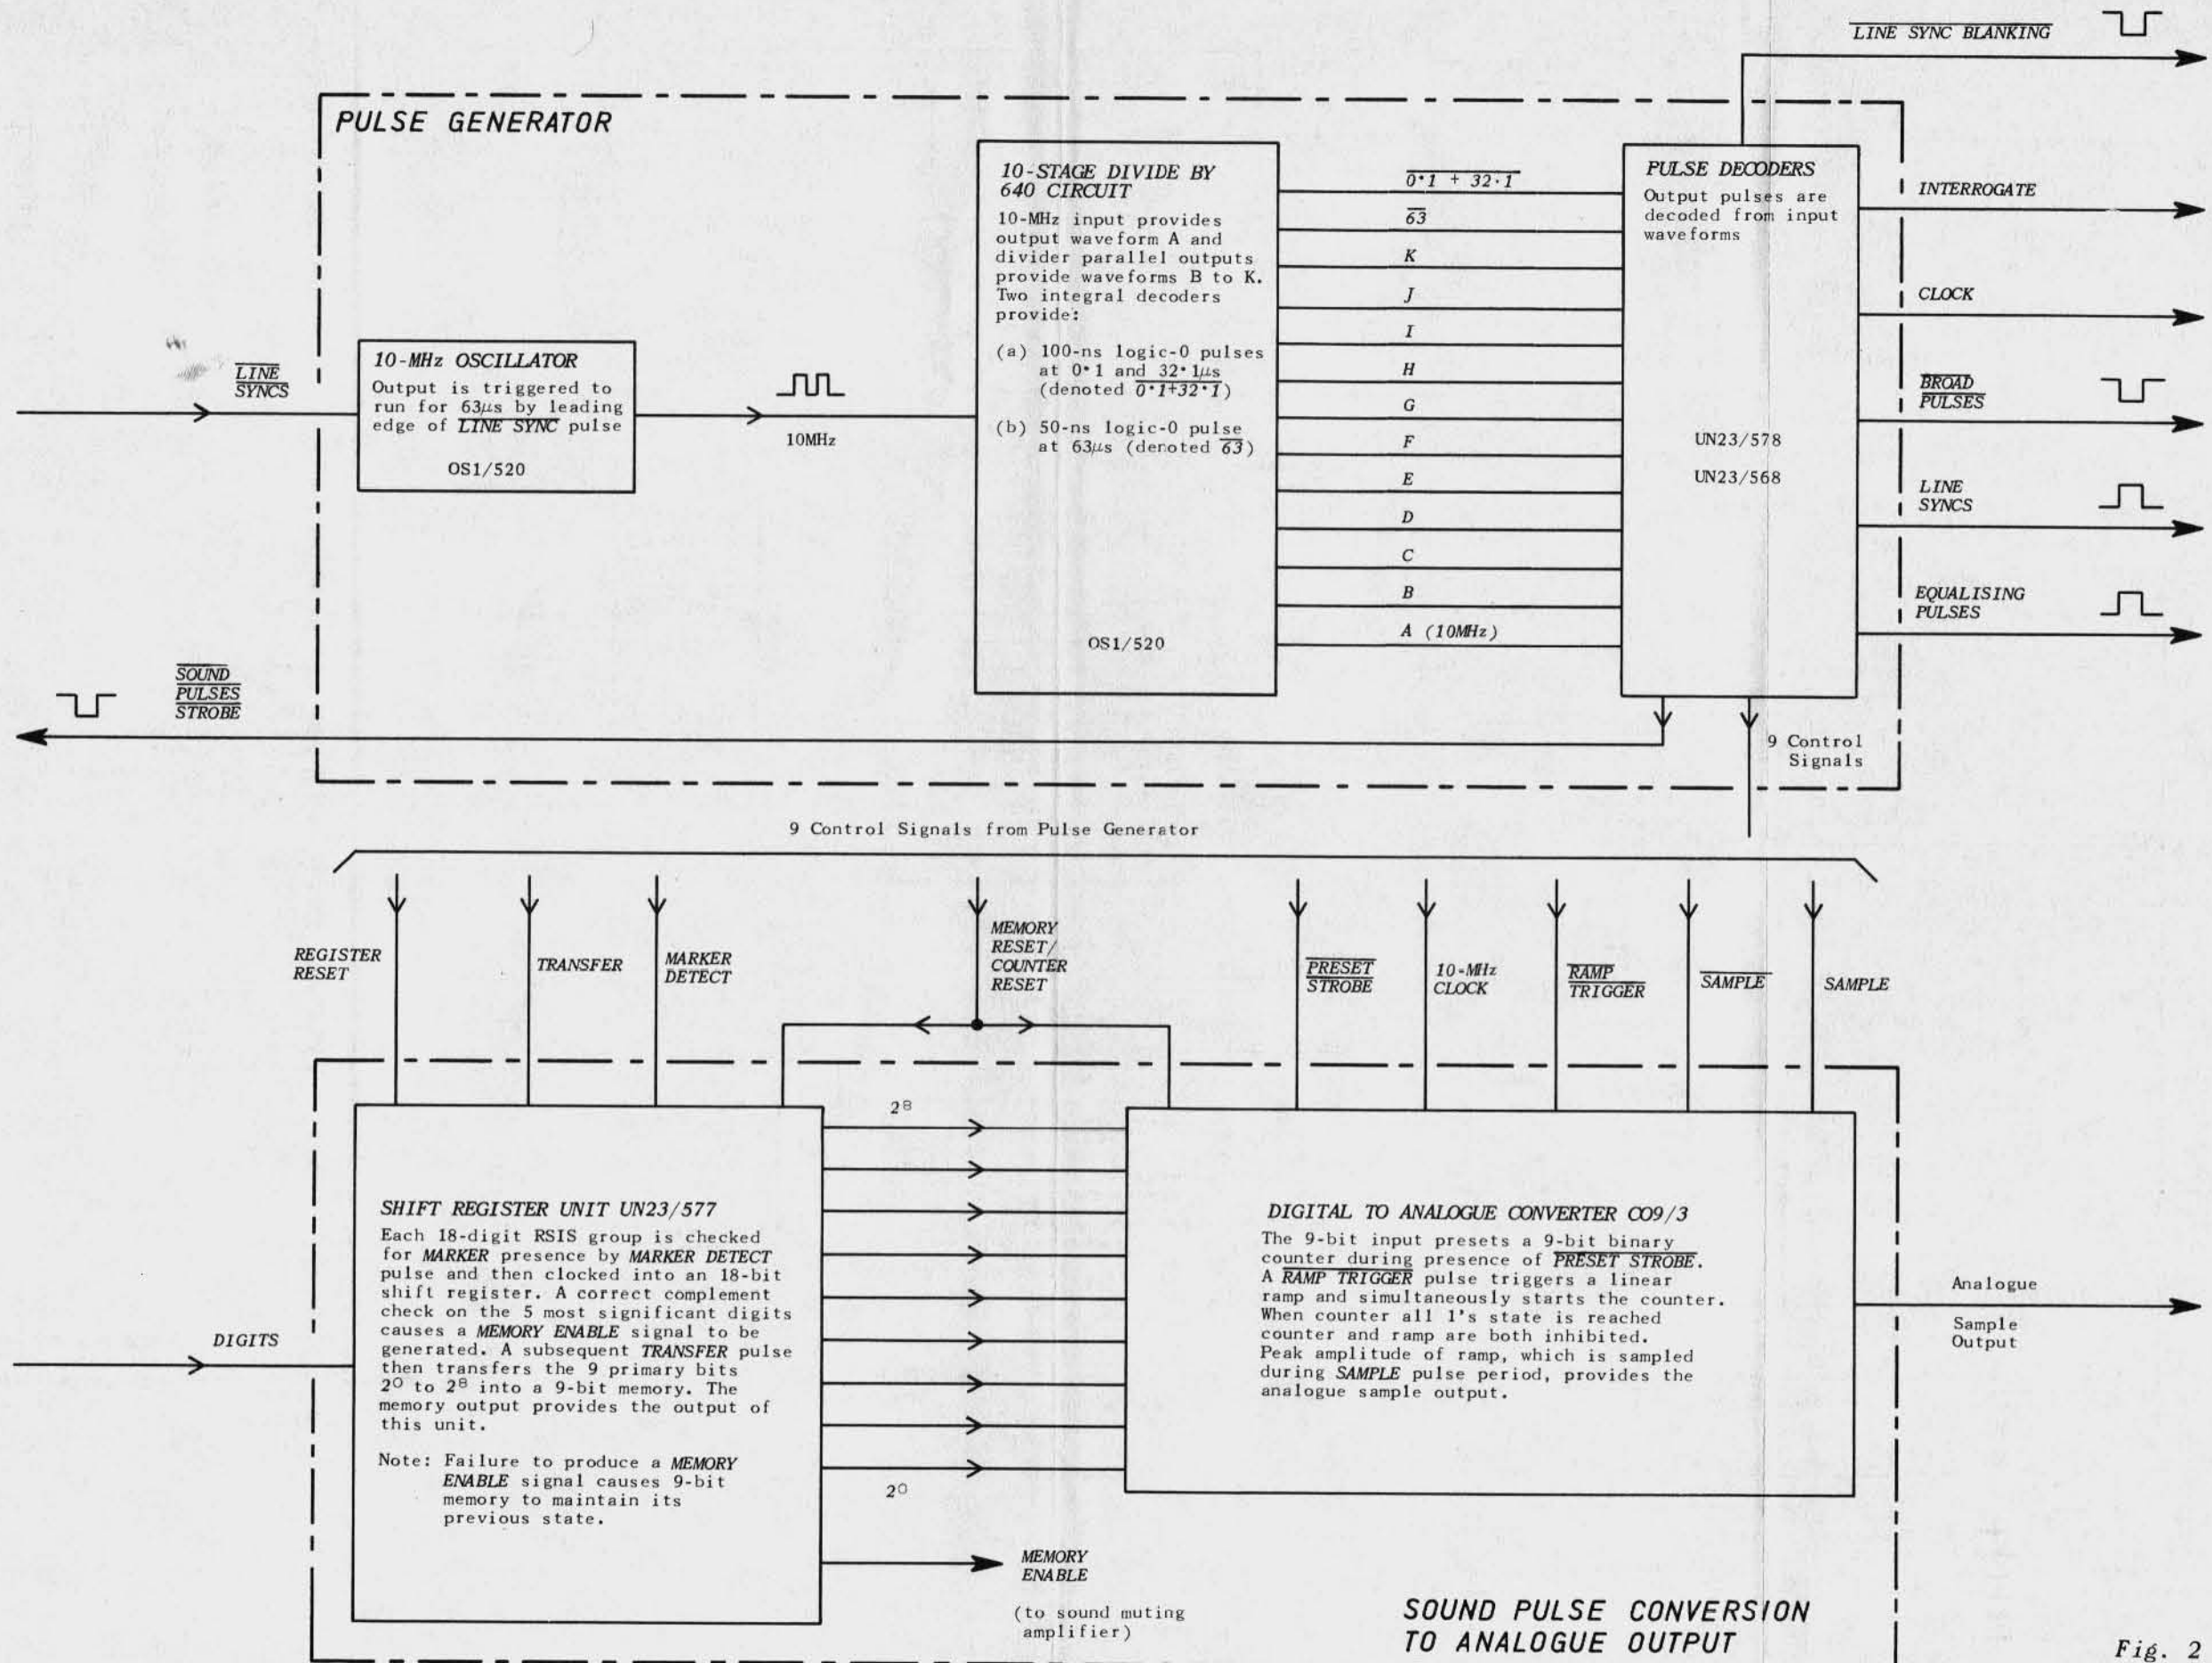 LINE SYNC BLANKING
PULSE GENERATOR
10-MHz OSCILLATOR
Output is triggered to
run for 63μs by leading
edge of LINE SYNC pulse
OS1/520
LINE
SYNCS
10MHz
10-STAGE DIVIDE BY
640 CIRCUIT
10-MHz input provides
output waveform A and
divider parallel outputs
provide waveforms B to K.
Two integral decoders
provide:
(a) 100-ns logic-0 pulses
at 0·1 and 32·1μs
(denoted 0·1+32·1)
(b) 50-ns logic-0 pulse
at 63μs (denoted 63)
OS1/520
0·1 + 32·1
63
K
J
I
H
G
F
E
D
C
B
A (10MHz)
PULSE DECODERS
Output pulses are
decoded from input
waveforms
UN23/578
UN23/568
INTERROGATE
CLOCK
BROAD
PULSES
LINE
SYNCS
EQUALISING
PULSES
SOUND
PULSES
STROBE
9 Control
Signals
9 Control Signals from Pulse Generator
REGISTER
RESET
TRANSFER
MARKER
DETECT
MEMORY
RESET/
COUNTER
RESET
PRESET
STROBE
10-MHz
CLOCK
RAMP
TRIGGER
SAMPLE
SAMPLE
DIGITS
SHIFT REGISTER UNIT UN23/577
Each 18-digit RSIS group is checked
for MARKER presence by MARKER DETECT
pulse and then clocked into an 18-bit
shift register. A correct complement
check on the 5 most significant digits
causes a MEMORY ENABLE signal to be
generated. A subsequent TRANSFER pulse
then transfers the 9 primary bits
2⁰ to 2⁸ into a 9-bit memory. The
memory output provides the output of
this unit.
Note: Failure to produce a MEMORY
ENABLE signal causes 9-bit
memory to maintain its
previous state.
2⁸
2⁰
MEMORY
ENABLE
(to sound muting
amplifier)
DIGITAL TO ANALOGUE CONVERTER CO9/3
The 9-bit input presets a 9-bit binary
counter during presence of PRESET STROBE.
A RAMP TRIGGER pulse triggers a linear
ramp and simultaneously starts the counter.
When counter all 1's state is reached
counter and ramp are both inhibited.
Peak amplitude of ramp, which is sampled
during SAMPLE pulse period, provides the
analogue sample output.
Analogue
Sample
Output
SOUND PULSE CONVERSION
TO ANALOGUE OUTPUT
Fig. 2